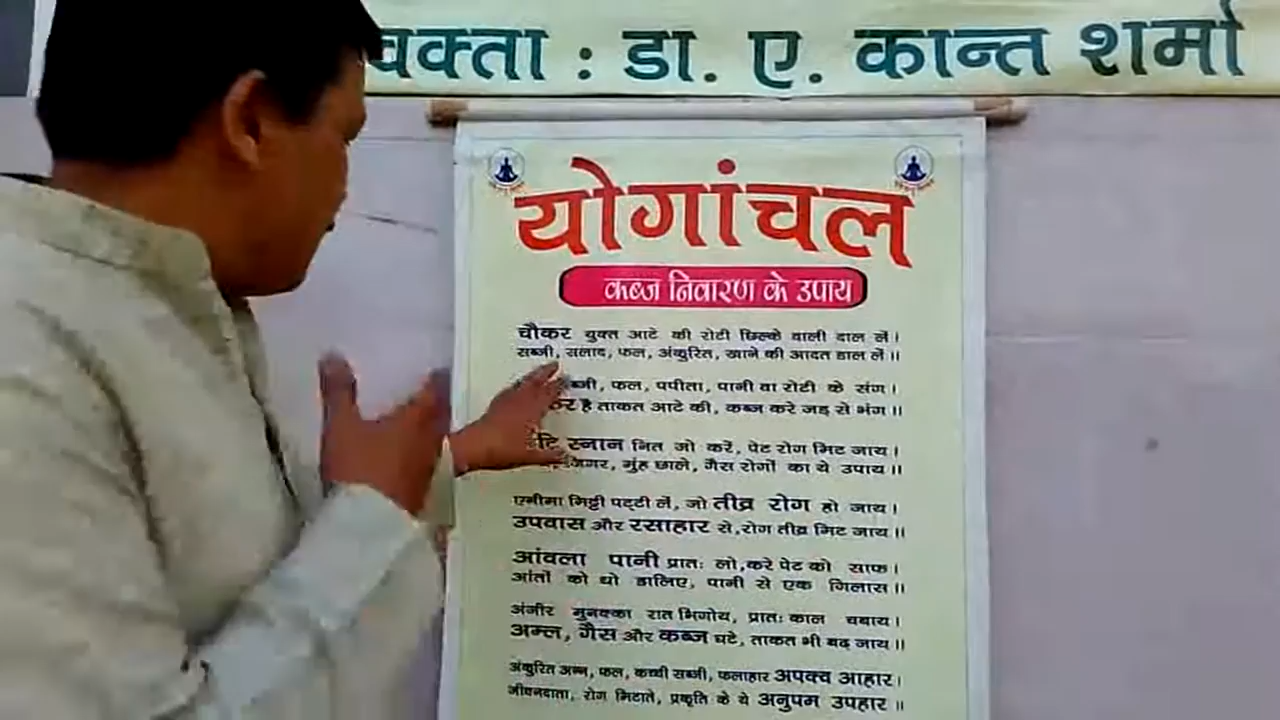 वक्ता : डा. ए. कान्त शर्मा
योगांचल
कब्ज निवारण के उपाय
चौकर युक्त आटे की रोटी छिल्के वाली दाल लें।
सब्जी, सलाद, फल, अंकुरित, खाने की आदत डाल लें॥
फल, पपीता, पानी वा रोटी के संग।
है ताकत आटे की, कब्ज करे जड़ से भंग॥
स्नान नित जो करें, पेट रोग मिट जाय।
मुंह छाले, गैस रोगों का ये उपाय॥
एनीमा मिट्टी पट्टी लें, जो तीव्र रोग हो जाय।
उपवास और रसाहार से, रोग तीव्र मिट जाय॥
आंवला पानी प्रातः लो, करे पेट को साफ।
आंतों को धो डालिए, पानी से एक गिलास॥
अंजीर मुनक्का रात भिगोय, प्रातः काल चबाय।
अम्ल, गैस और कब्ज घटे, ताकत भी बढ़ जाय॥
अंकुरित अन्न, फल, कच्ची सब्जी, फलाहार अपक्व आहार।
जीवनदाता, रोग मिटाते, प्रकृति के ये अनुपम उपहार॥